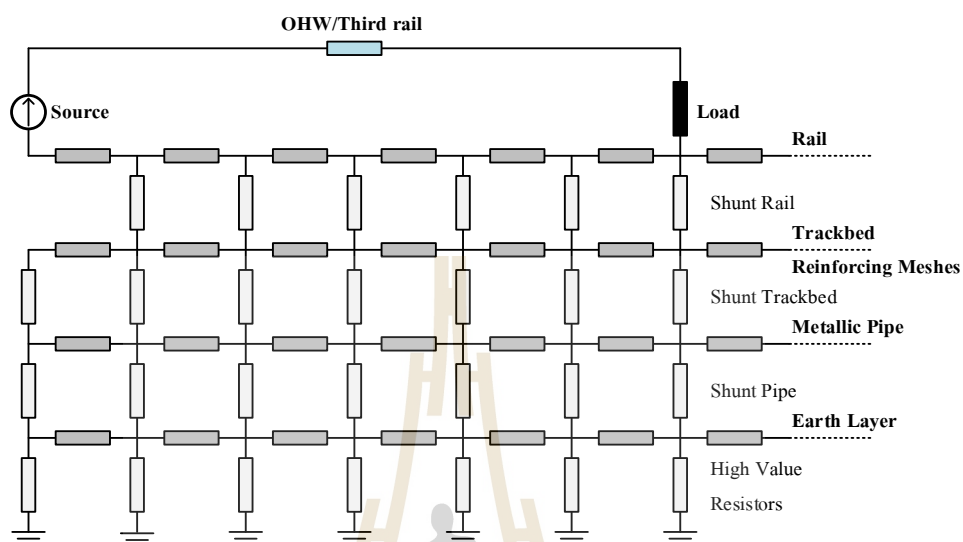 OHW/Third rail
Source
Load
Rail
Shunt Rail
Trackbed
Reinforcing Meshes
Shunt Trackbed
Metallic Pipe
Shunt Pipe
Earth Layer
High Value
Resistors